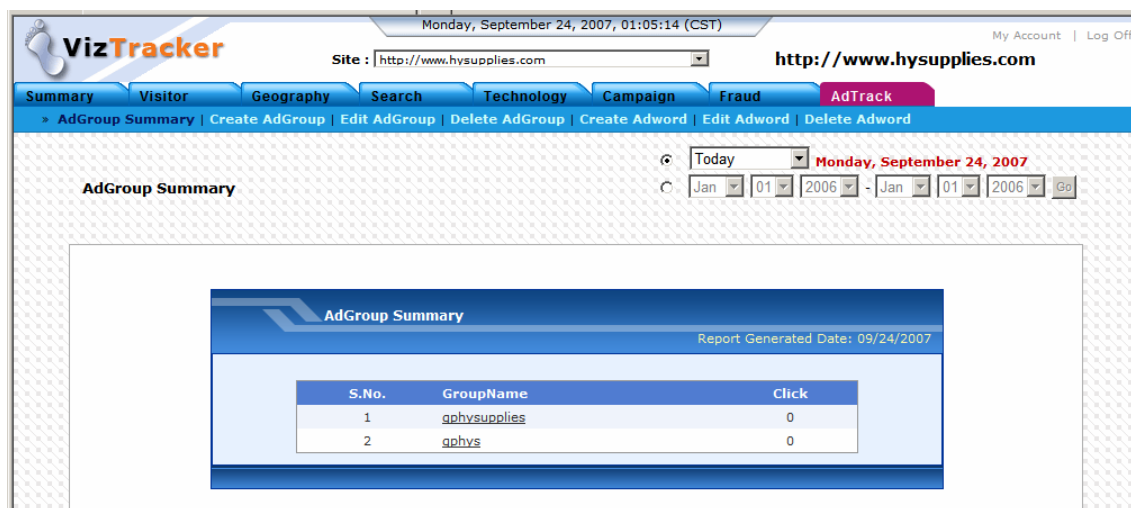 Monday, September 24, 2007, 01:05:14 (CST)
My Account | Log Off
VizTracker
Site : http://www.hysupplies.com
http://www.hysupplies.com
Summary Visitor Geography Search Technology Campaign Fraud AdTrack
» AdGroup Summary | Create AdGroup | Edit AdGroup | Delete AdGroup | Create Adword | Edit Adword | Delete Adword
Today Monday, September 24, 2007
AdGroup Summary
Jan 01 2006 - Jan 01 2006 Go
AdGroup Summary
Report Generated Date: 09/24/2007
S.No. GroupName Click
1 gphysupplies 0
2 gphys 0